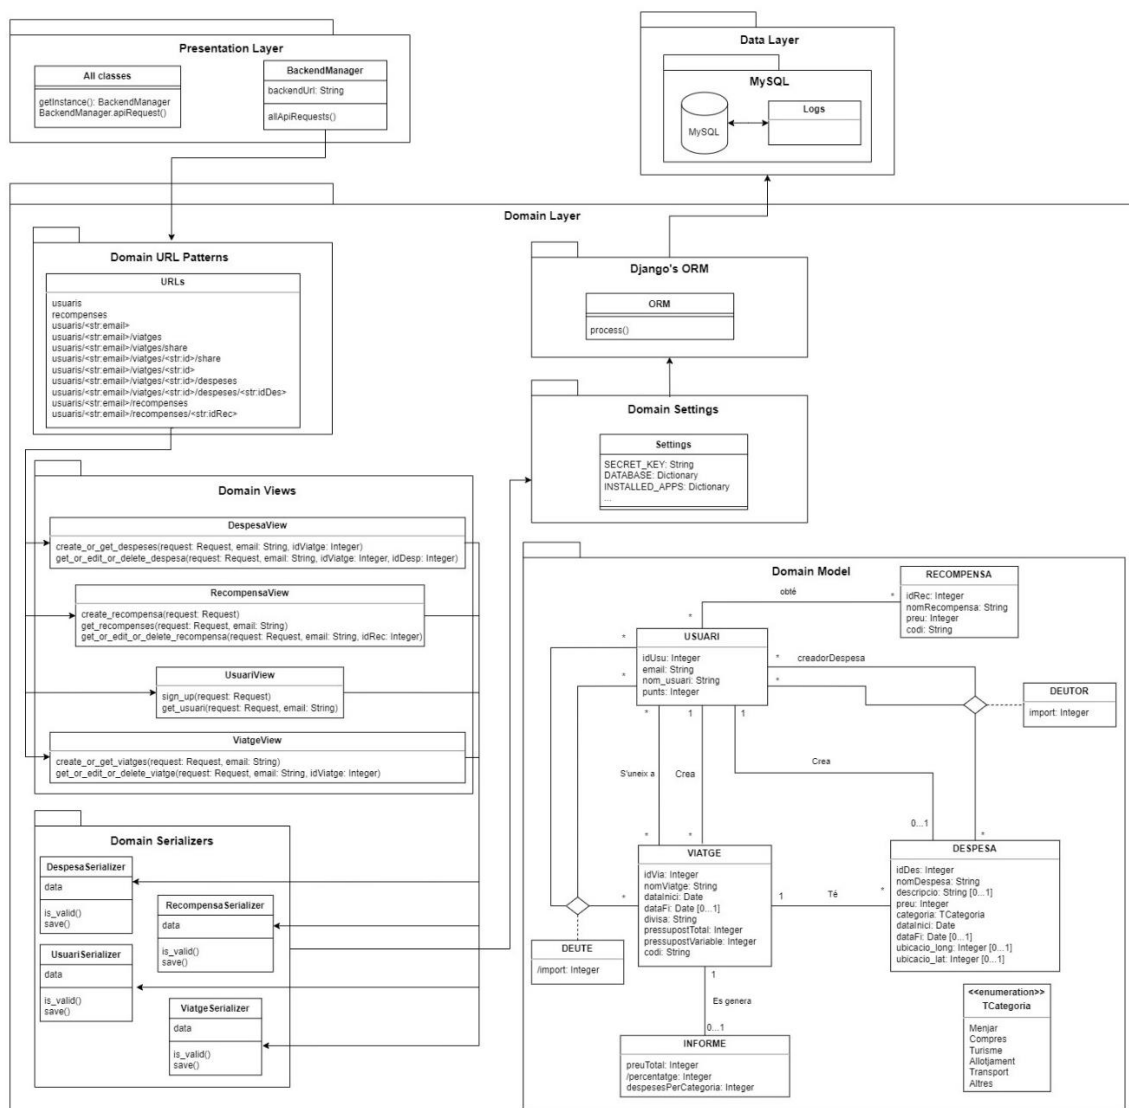 Presentation Layer
All classes
getInstance(): BackendManager
BackendManager.apiRequest()
BackendManager
backendUrl: String
allApiRequests()
Data Layer
MySQL
MySQL
Logs
Domain Layer
Domain URL Patterns
URLs
usuaris
recompenses
usuaris/<str:email>
usuaris/<str:email>/viatges
usuaris/<str:email>/viatges/share
usuaris/<str:email>/viatges/<str:id>/share
usuaris/<str:email>/viatges/<str:id>
usuaris/<str:email>/viatges/<str:id>/despeses
usuaris/<str:email>/viatges/<str:id>/despeses/<str:idDes>
usuaris/<str:email>/recompenses
usuaris/<str:email>/recompenses/<str:idRec>
Django's ORM
ORM
process()
Domain Settings
Settings
SECRET_KEY: String
DATABASE: Dictionary
INSTALLED_APPS: Dictionary
...
Domain Views
DespesaView
create_or_get_despeses(request: Request, email: String, idViatge: Integer)
get_or_edit_or_delete_despesa(request: Request, email: String, idViatge: Integer, idDesp: Integer)
RecompensaView
create_recompensa(request: Request)
get_recompenses(request: Request, email: String)
get_or_edit_or_delete_recompensa(request: Request, email: String, idRec: Integer)
UsuariView
sign_up(request: Request)
get_usuari(request: Request, email: String)
ViatgeView
create_or_get_viatges(request: Request, email: String)
get_or_edit_or_delete_viatge(request: Request, email: String, idViatge: Integer)
Domain Serializers
DespesaSerializer
data
is_valid()
save()
RecompensaSerializer
data
is_valid()
save()
UsuariSerializer
data
is_valid()
save()
ViatgeSerializer
data
is_valid()
save()
Domain Model
RECOMPENSA
idRec: Integer
nomRecompensa: String
preu: Integer
codi: String
obté
*
*
USUARI
idUsu: Integer
email: String
nom_usuari: String
punts: Integer
*
*
*
creadorDespesa
*
DEUTOR
import: Integer
*
1
1
S'uneix a
Crea
Crea
*
*
0...1
*
VIATGE
idVia: Integer
nomViatge: String
dataInici: Date
dataFi: Date [0...1]
divisa: String
pressupostTotal: Integer
pressupostVariable: Integer
codi: String
1
Té
*
DESPESA
idDes: Integer
nomDespesa: String
descripcio: String [0...1]
preu: Integer
categoria: TCategoria
dataInici: Date
dataFi: Date [0...1]
ubicacio_long: Integer [0...1]
ubicacio_lat: Integer [0...1]
*
DEUTE
/import: Integer
1
Es genera
0...1
INFORME
preuTotal: Integer
/percentatge: Integer
despesesPerCategoria: Integer
<<enumeration>>
TCategoria
Menjar
Compres
Turisme
Allotjament
Transport
Altres